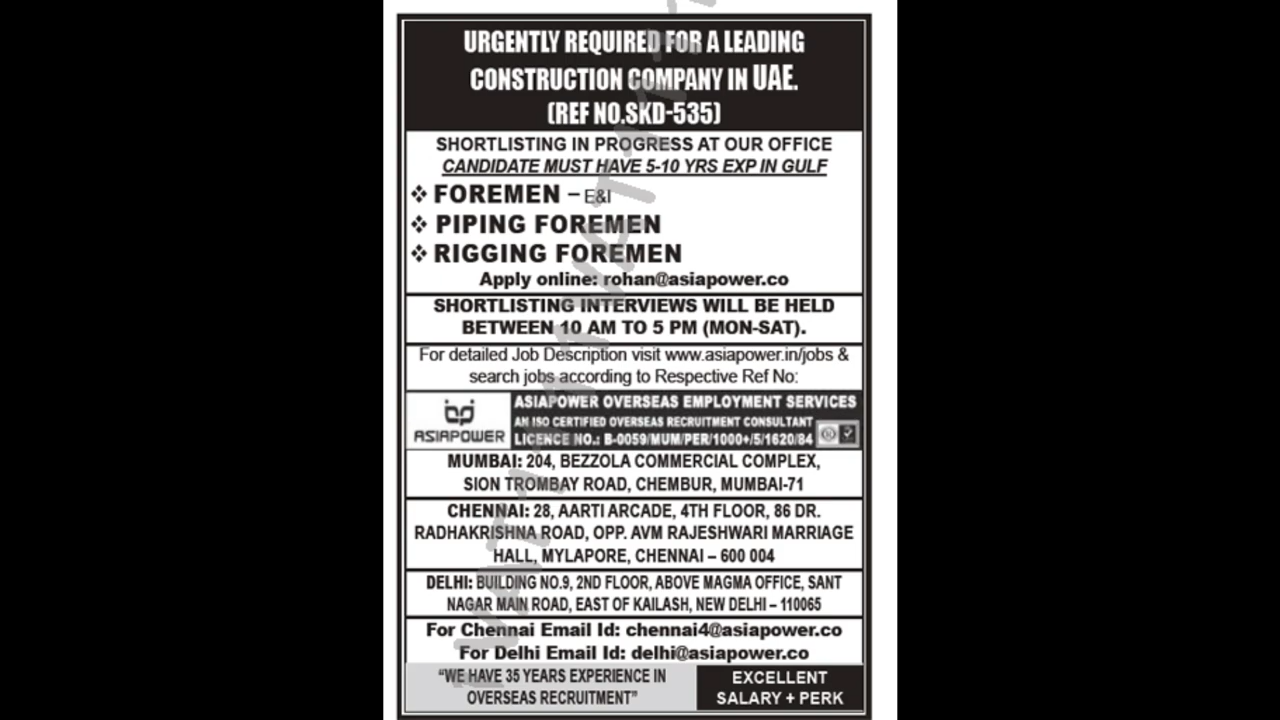 URGENTLY REQUIRED FOR A LEADING
CONSTRUCTION COMPANY IN UAE.
(REF NO.SKD-535)
SHORTLISTING IN PROGRESS AT OUR OFFICE
CANDIDATE MUST HAVE 5-10 YRS EXP IN GULF
❖ FOREMEN – E&I
❖ PIPING FOREMEN
❖ RIGGING FOREMEN
Apply online: rohan@asiapower.co
SHORTLISTING INTERVIEWS WILL BE HELD
BETWEEN 10 AM TO 5 PM (MON-SAT).
For detailed Job Description visit www.asiapower.in/jobs &
search jobs according to Respective Ref No:
ASIAPOWER
ASIAPOWER OVERSEAS EMPLOYMENT SERVICES
AN ISO CERTIFIED OVERSEAS RECRUITMENT CONSULTANT
LICENCE NO.: B-0059/MUM/PER/1000+/5/1620/84
MUMBAI: 204, BEZZOLA COMMERCIAL COMPLEX,
SION TROMBAY ROAD, CHEMBUR, MUMBAI-71
CHENNAI: 28, AARTI ARCADE, 4TH FLOOR, 86 DR.
RADHAKRISHNA ROAD, OPP. AVM RAJESHWARI MARRIAGE
HALL, MYLAPORE, CHENNAI – 600 004
DELHI: BUILDING NO.9, 2ND FLOOR, ABOVE MAGMA OFFICE, SANT
NAGAR MAIN ROAD, EAST OF KAILASH, NEW DELHI – 110065
For Chennai Email Id: chennai4@asiapower.co
For Delhi Email Id: delhi@asiapower.co
“WE HAVE 35 YEARS EXPERIENCE IN
OVERSEAS RECRUITMENT”
EXCELLENT
SALARY + PERK